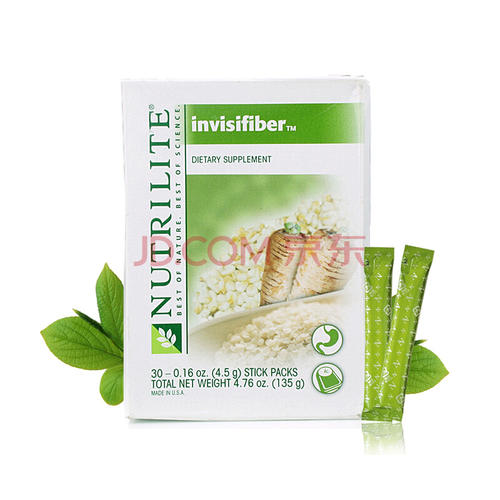 invisifiber™
DIETARY SUPPLEMENT
NUTRILITE®
BEST OF NATURE. BEST OF SCIENCE.
JD.COM 京东
30 – 0.16 oz. (4.5 g) STICK PACKS
TOTAL NET WEIGHT 4.76 oz. (135 g)
MADE IN U.S.A.